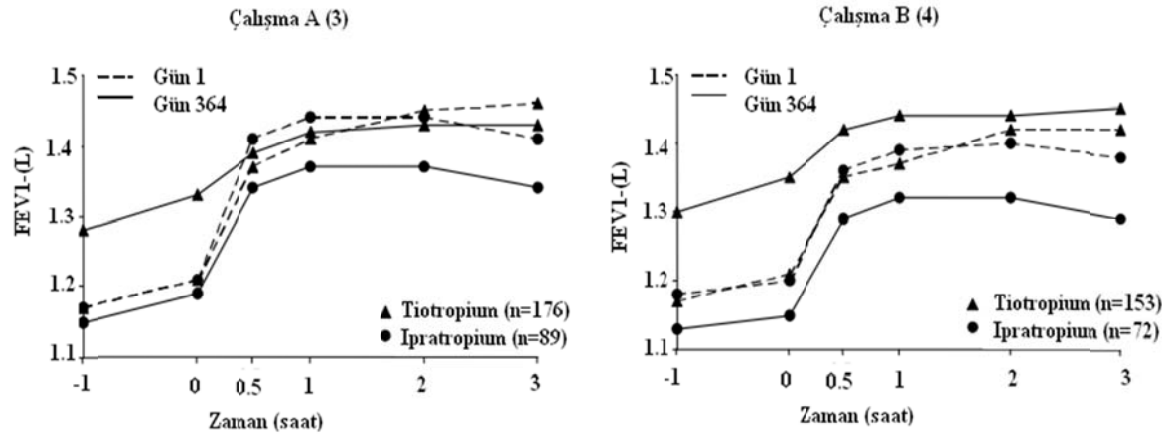 Çalışma A (3)
1.5
1.4
1.3
1.2
1.1
FEV1-(L)
Gün 1
Gün 364
Tiotropium (n=176)
Ipratropium (n=89)
-1 0 0.5 1 2 3
Zaman (saat)
Çalışma B (4)
1.5
1.4
1.3
1.2
1.1
FEV1-(L)
Gün 1
Gün 364
Tiotropium (n=153)
Ipratropium (n=72)
-1 0 0.5 1 2 3
Zaman (saat)